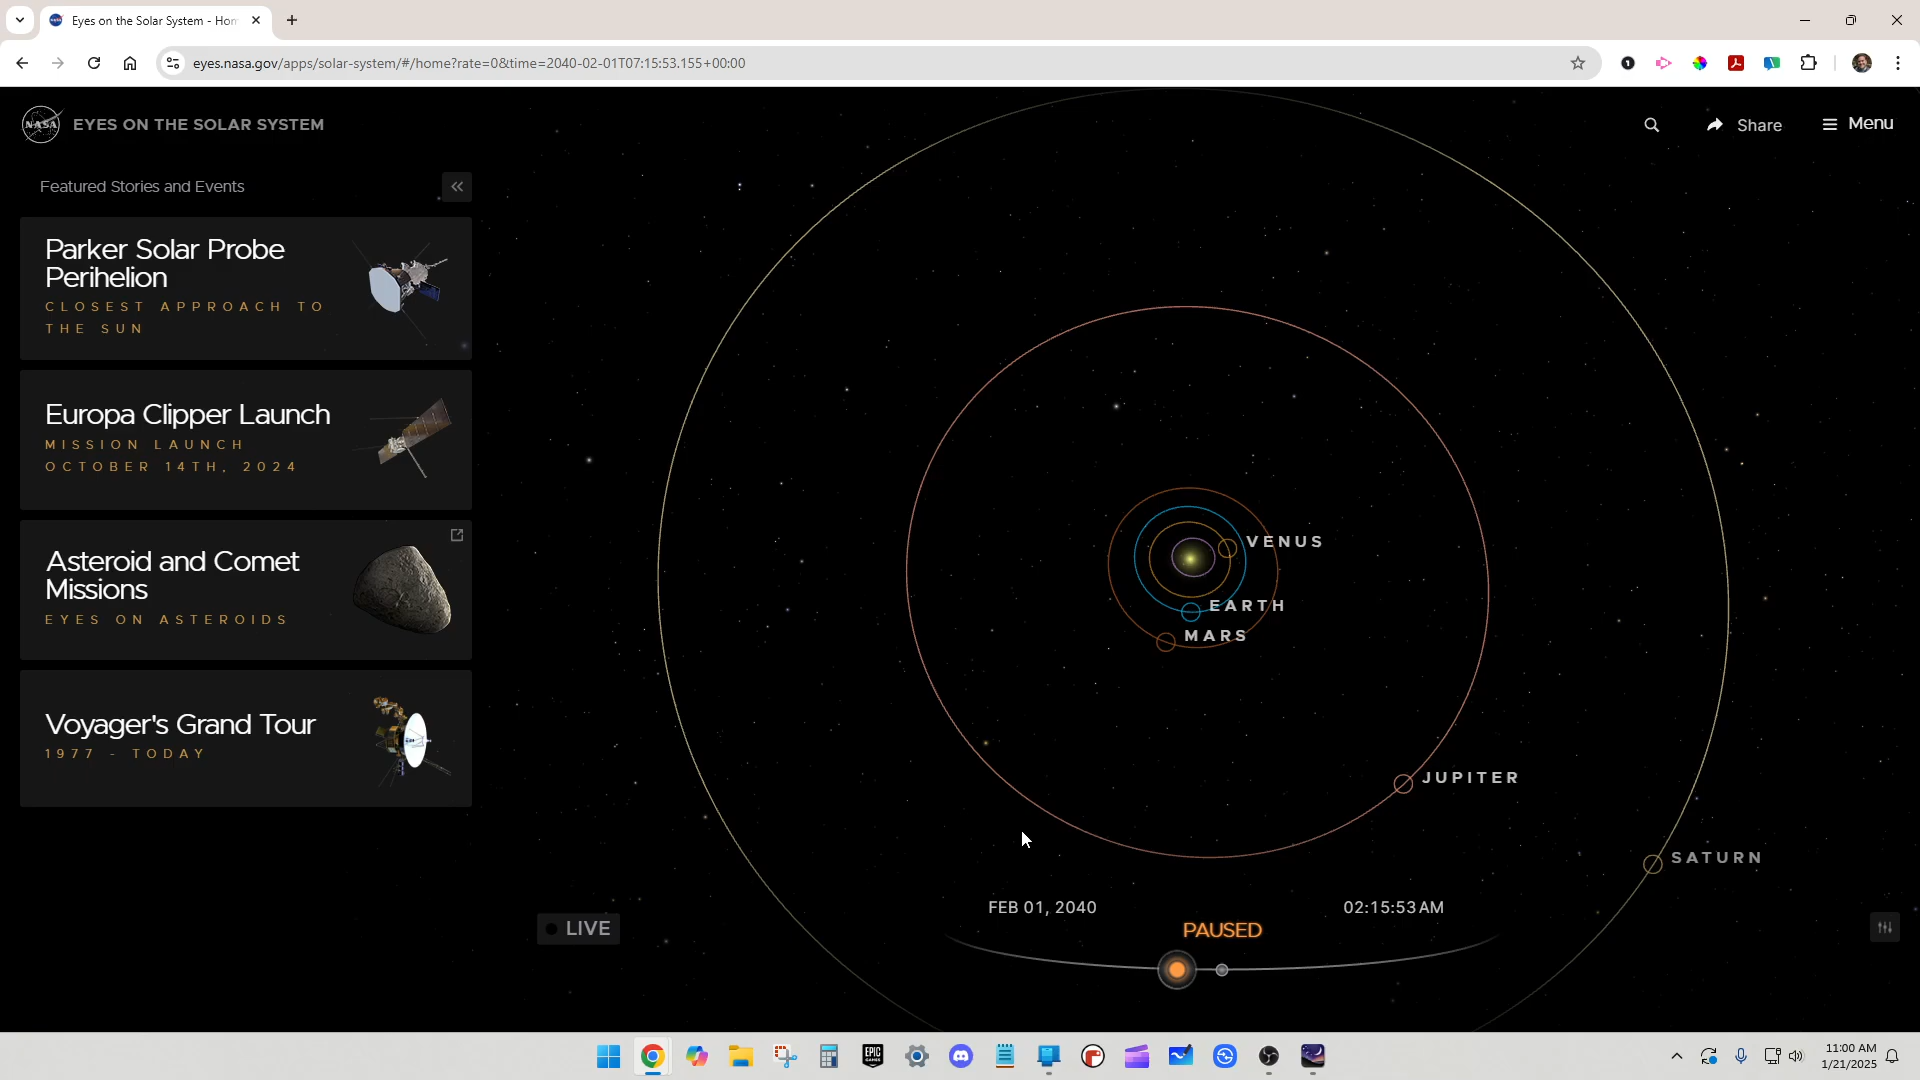 Eyes on the Solar System - Hom
eyes.nasa.gov/apps/solar-system/#/home?rate=0&time=2040-02-01T07:15:53.155+00:00
NASA
EYES ON THE SOLAR SYSTEM
Share
Menu
Featured Stories and Events
Parker Solar Probe
Perihelion
CLOSEST APPROACH TO
THE SUN
Europa Clipper Launch
MISSION LAUNCH
OCTOBER 14TH, 2024
Asteroid and Comet
Missions
EYES ON ASTEROIDS
Voyager's Grand Tour
1977 - TODAY
VENUS
EARTH
MARS
JUPITER
SATURN
FEB 01, 2040
02:15:53 AM
LIVE
PAUSED
EPIC
GAMES
11:00 AM
1/21/2025